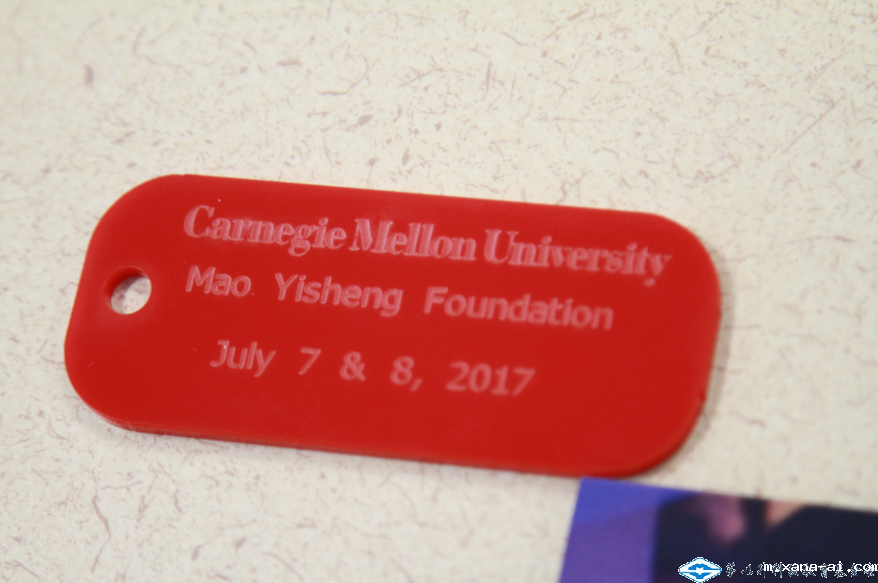 Carnegie Mellon University
Mao Yisheng Foundation
July 7 & 8, 2017